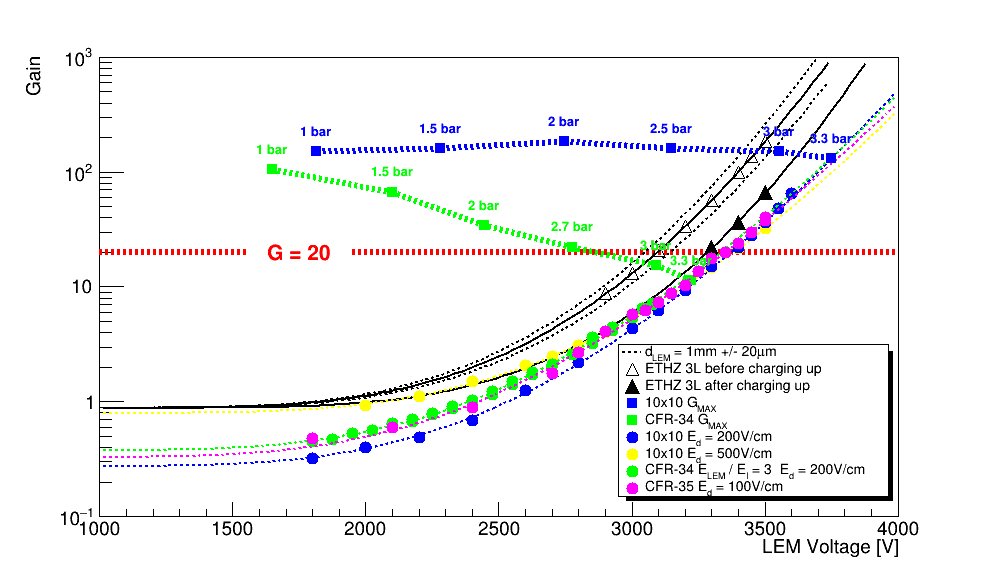 Gain
10³
10²
10
1
10⁻¹
1 bar
1.5 bar
2 bar
2.5 bar
3 bar
3.3 bar
1 bar
1.5 bar
2 bar
2.7 bar
3 bar
3.3 bar
G = 20
d_LEM = 1mm +/- 20μm
ETHZ 3L before charging up
ETHZ 3L after charging up
10x10 G_MAX
CFR-34 G_MAX
10x10 E_d = 200V/cm
10x10 E_d = 500V/cm
CFR-34 E_LEM / E_l = 3 E_d = 200V/cm
CFR-35 E_d = 100V/cm
1000 1500 2000 2500 3000 3500 4000
LEM Voltage [V]